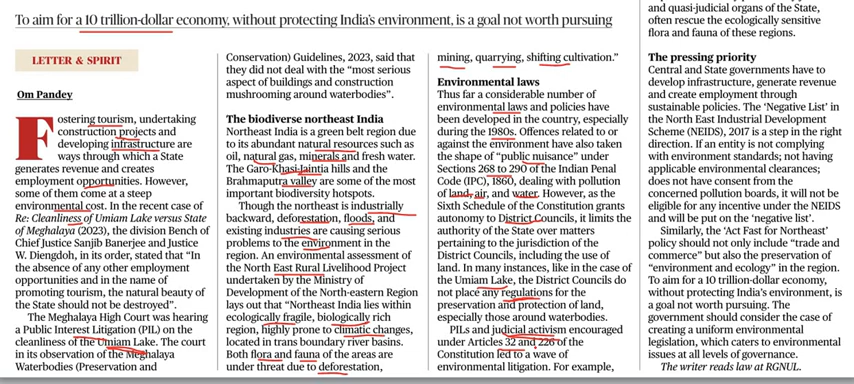 To aim for a 10 trillion-dollar economy, without protecting India's environment, is a goal not worth pursuing
LETTER & SPIRIT
Om Pandey
Fostering tourism, undertaking
construction projects and
developing infrastructure are
ways through which a State
generates revenue and creates
employment opportunities. However,
some of them come at a steep
environmental cost. In the recent case of
Re: Cleanliness of Umiam Lake versus State
of Meghalaya (2023), the division Bench of
Chief Justice Sanjib Banerjee and Justice
W. Diengdoh, in its order, stated that "In
the absence of any other employment
opportunities and in the name of
promoting tourism, the natural beauty of
the State should not be destroyed".
The Meghalaya High Court was hearing
a Public Interest Litigation (PIL) on the
cleanliness of the Umiam Lake. The court
in its observation of the Meghalaya
Waterbodies (Preservation and
Conservation) Guidelines, 2023, said that
they did not deal with the "most serious
aspect of buildings and construction
mushrooming around waterbodies".
The biodiverse northeast India
Northeast India is a green belt region due
to its abundant natural resources such as
oil, natural gas, minerals and fresh water.
The Garo-Khasi-Jaintia hills and the
Brahmaputra valley are some of the most
important biodiversity hotspots.
Though the northeast is industrially
backward, deforestation, floods, and
existing industries are causing serious
problems to the environment in the
region. An environmental assessment of
the North East Rural Livelihood Project
undertaken by the Ministry of
Development of the North-eastern Region
lays out that "Northeast India lies within
ecologically fragile, biologically rich
region, highly prone to climatic changes,
located in trans boundary river basins.
Both flora and fauna of the areas are
under threat due to deforestation,
mining, quarrying, shifting cultivation."
Environmental laws
Thus far a considerable number of
environmental laws and policies have
been developed in the country, especially
during the 1980s. Offences related to or
against the environment have also taken
the shape of "public nuisance" under
Sections 268 to 290 of the Indian Penal
Code (IPC), 1860, dealing with pollution
of land, air, and water. However, as the
Sixth Schedule of the Constitution grants
autonomy to District Councils, it limits the
authority of the State over matters
pertaining to the jurisdiction of the
District Councils, including the use of
land. In many instances, like in the case of
the Umiam Lake, the District Councils do
not place any regulations for the
preservation and protection of land,
especially those around waterbodies.
PILs and judicial activism encouraged
under Articles 32 and 226 of the
Constitution led to a wave of
environmental litigation. For example,
and quasi-judicial organs of the State,
often rescue the ecologically sensitive
flora and fauna of these regions.
The pressing priority
Central and State governments have to
develop infrastructure, generate revenue
and create employment through
sustainable policies. The 'Negative List' in
the North East Industrial Development
Scheme (NEIDS), 2017 is a step in the right
direction. If an entity is not complying
with environment standards; not having
applicable environmental clearances;
does not have consent from the
concerned pollution boards, it will not be
eligible for any incentive under the NEIDS
and will be put on the 'negative list'.
Similarly, the 'Act Fast for Northeast'
policy should not only include "trade and
commerce" but also the preservation of
"environment and ecology" in the region.
To aim for a 10 trillion-dollar economy,
without protecting India's environment, is
a goal not worth pursuing. The
government should consider the case of
creating a uniform environmental
legislation, which caters to environmental
issues at all levels of governance.
The writer reads law at RGNUL.